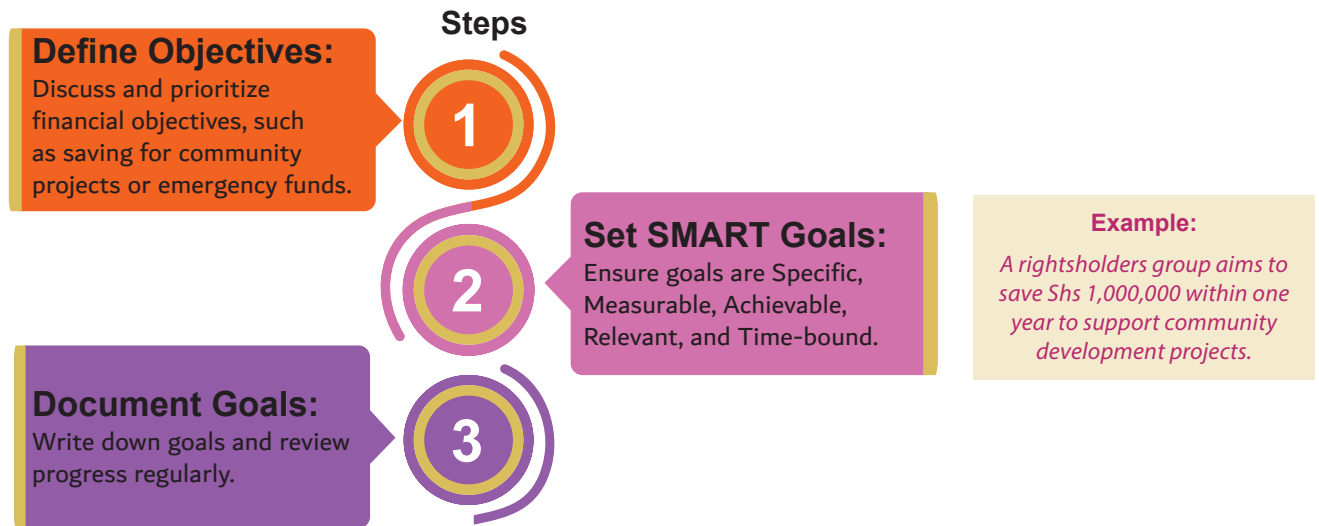 Steps
Define Objectives:
Discuss and prioritize
financial objectives, such
as saving for community
projects or emergency funds.
1
2
Set SMART Goals:
Ensure goals are Specific,
Measurable, Achievable,
Relevant, and Time-bound.
Example:
A rightsholders group aims to
save Shs 1,000,000 within one
year to support community
development projects.
Document Goals:
Write down goals and review
progress regularly.
3